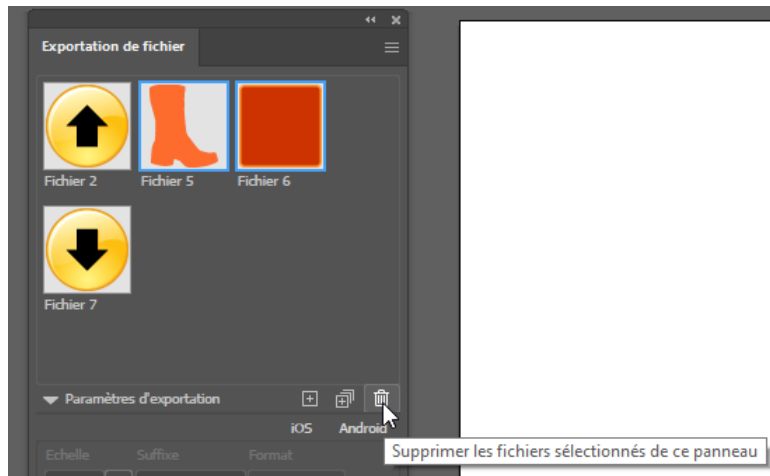 Exportation de fichier
Fichier 2 Fichier 5 Fichier 6
Fichier 7
Paramètres d'exportation
iOS Android
Supprimer les fichiers sélectionnés de ce panneau
Echelle Suffixe Format